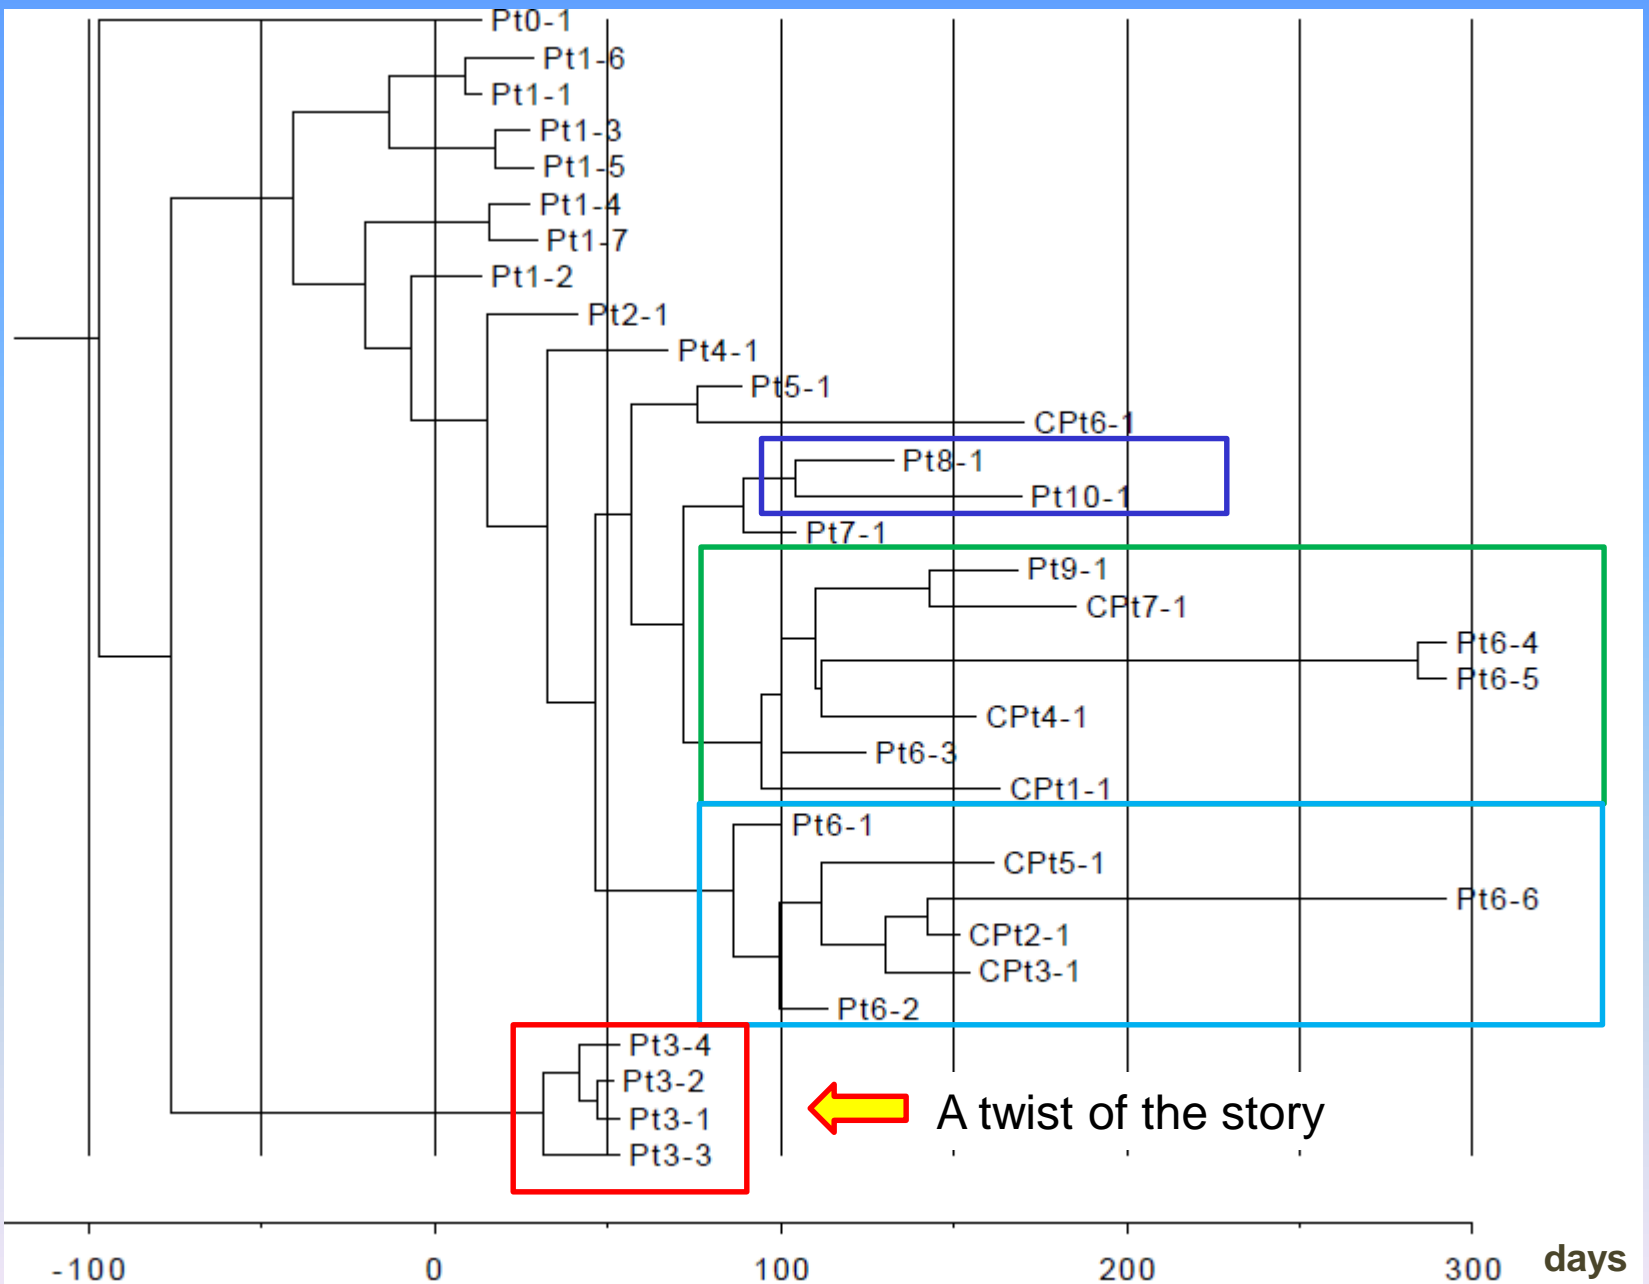 Pt0-1
Pt1-6
Pt1-1
Pt1-3
Pt1-5
Pt1-4
Pt1-7
Pt1-2
Pt2-1
Pt4-1
Pt5-1
CPt6-1
Pt8-1
Pt10-1
Pt7-1
Pt9-1
CPt7-1
Pt6-4
Pt6-5
CPt4-1
Pt6-3
CPt1-1
Pt6-1
CPt5-1
Pt6-6
CPt2-1
CPt3-1
Pt6-2
Pt3-4
Pt3-2
Pt3-1
Pt3-3
A twist of the story
-100 0 100 200 300 days